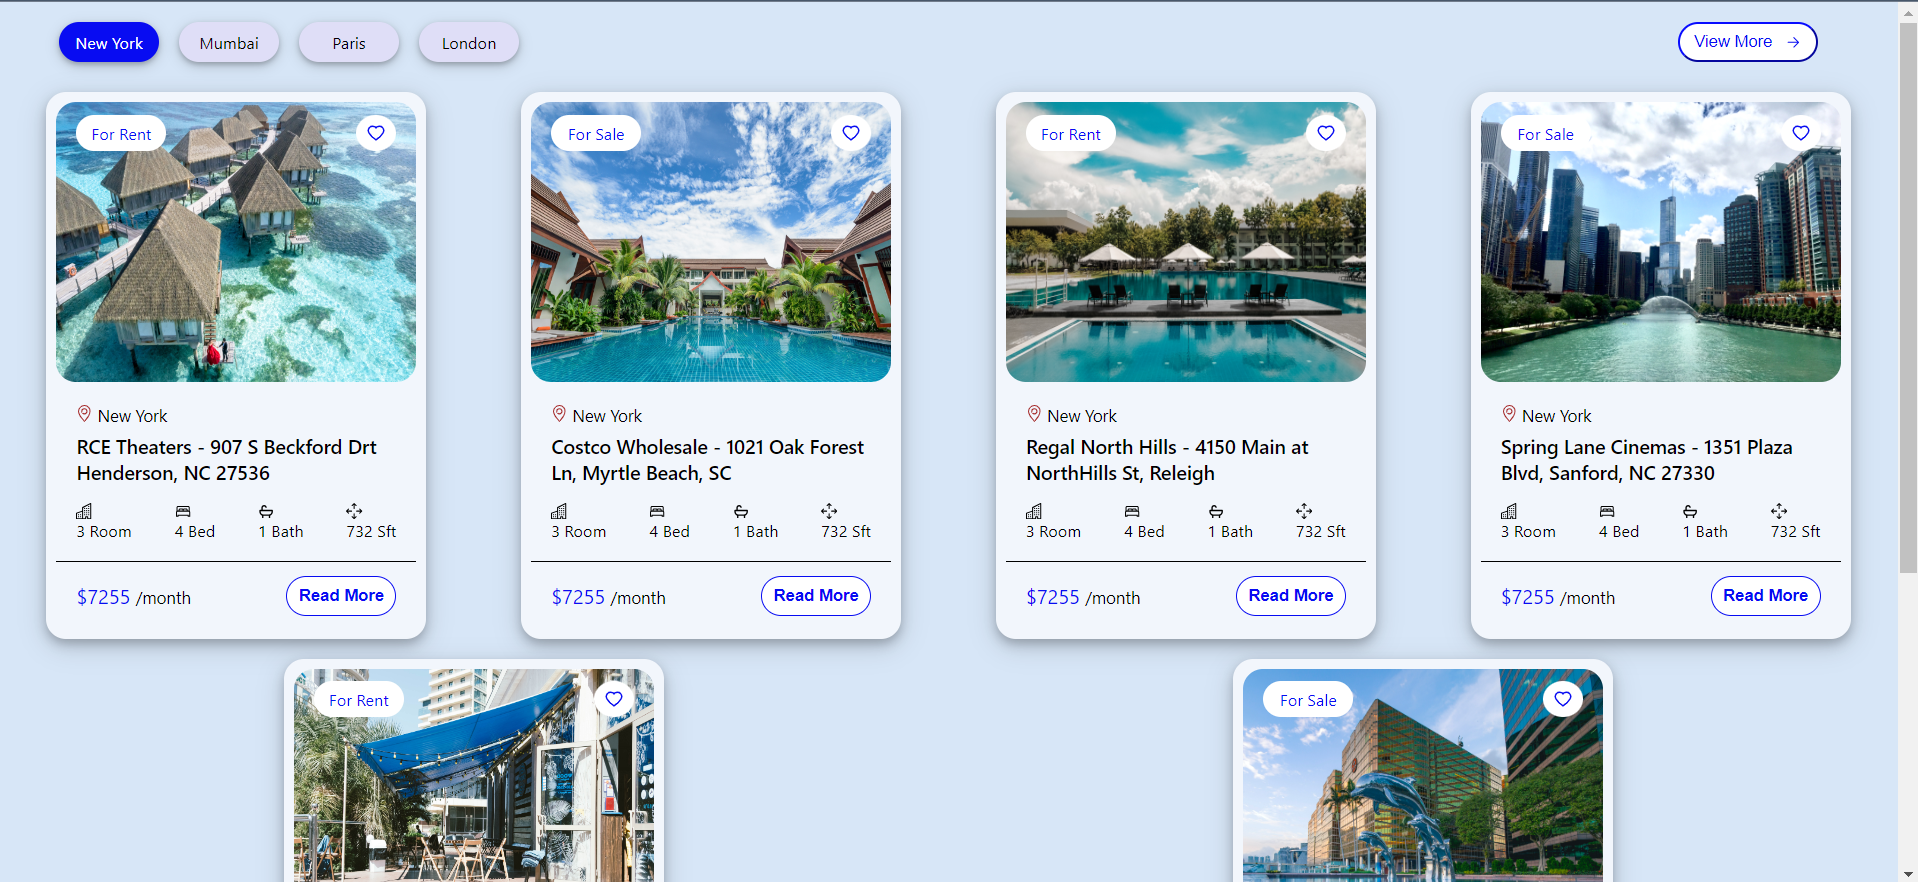 New York
Mumbai
Paris
London
View More
For Rent
For Sale
For Rent
For Sale
New York
RCE Theaters - 907 S Beckford Drt
Henderson, NC 27536
3 Room
4 Bed
1 Bath
732 Sft
$7255 /month
Read More
New York
Costco Wholesale - 1021 Oak Forest
Ln, Myrtle Beach, SC
3 Room
4 Bed
1 Bath
732 Sft
$7255 /month
Read More
New York
Regal North Hills - 4150 Main at
NorthHills St, Releigh
3 Room
4 Bed
1 Bath
732 Sft
$7255 /month
Read More
New York
Spring Lane Cinemas - 1351 Plaza
Blvd, Sanford, NC 27330
3 Room
4 Bed
1 Bath
732 Sft
$7255 /month
Read More
For Rent
For Sale